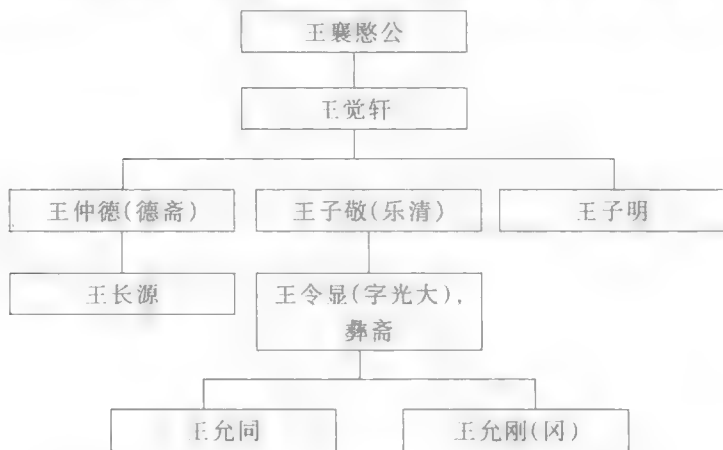 王襄愍公
王觉轩
王仲德(德斋)
王子敬(乐清)
王子明
王长源
王令显(字光大),
彝斋
王允同
王允刚(冈)